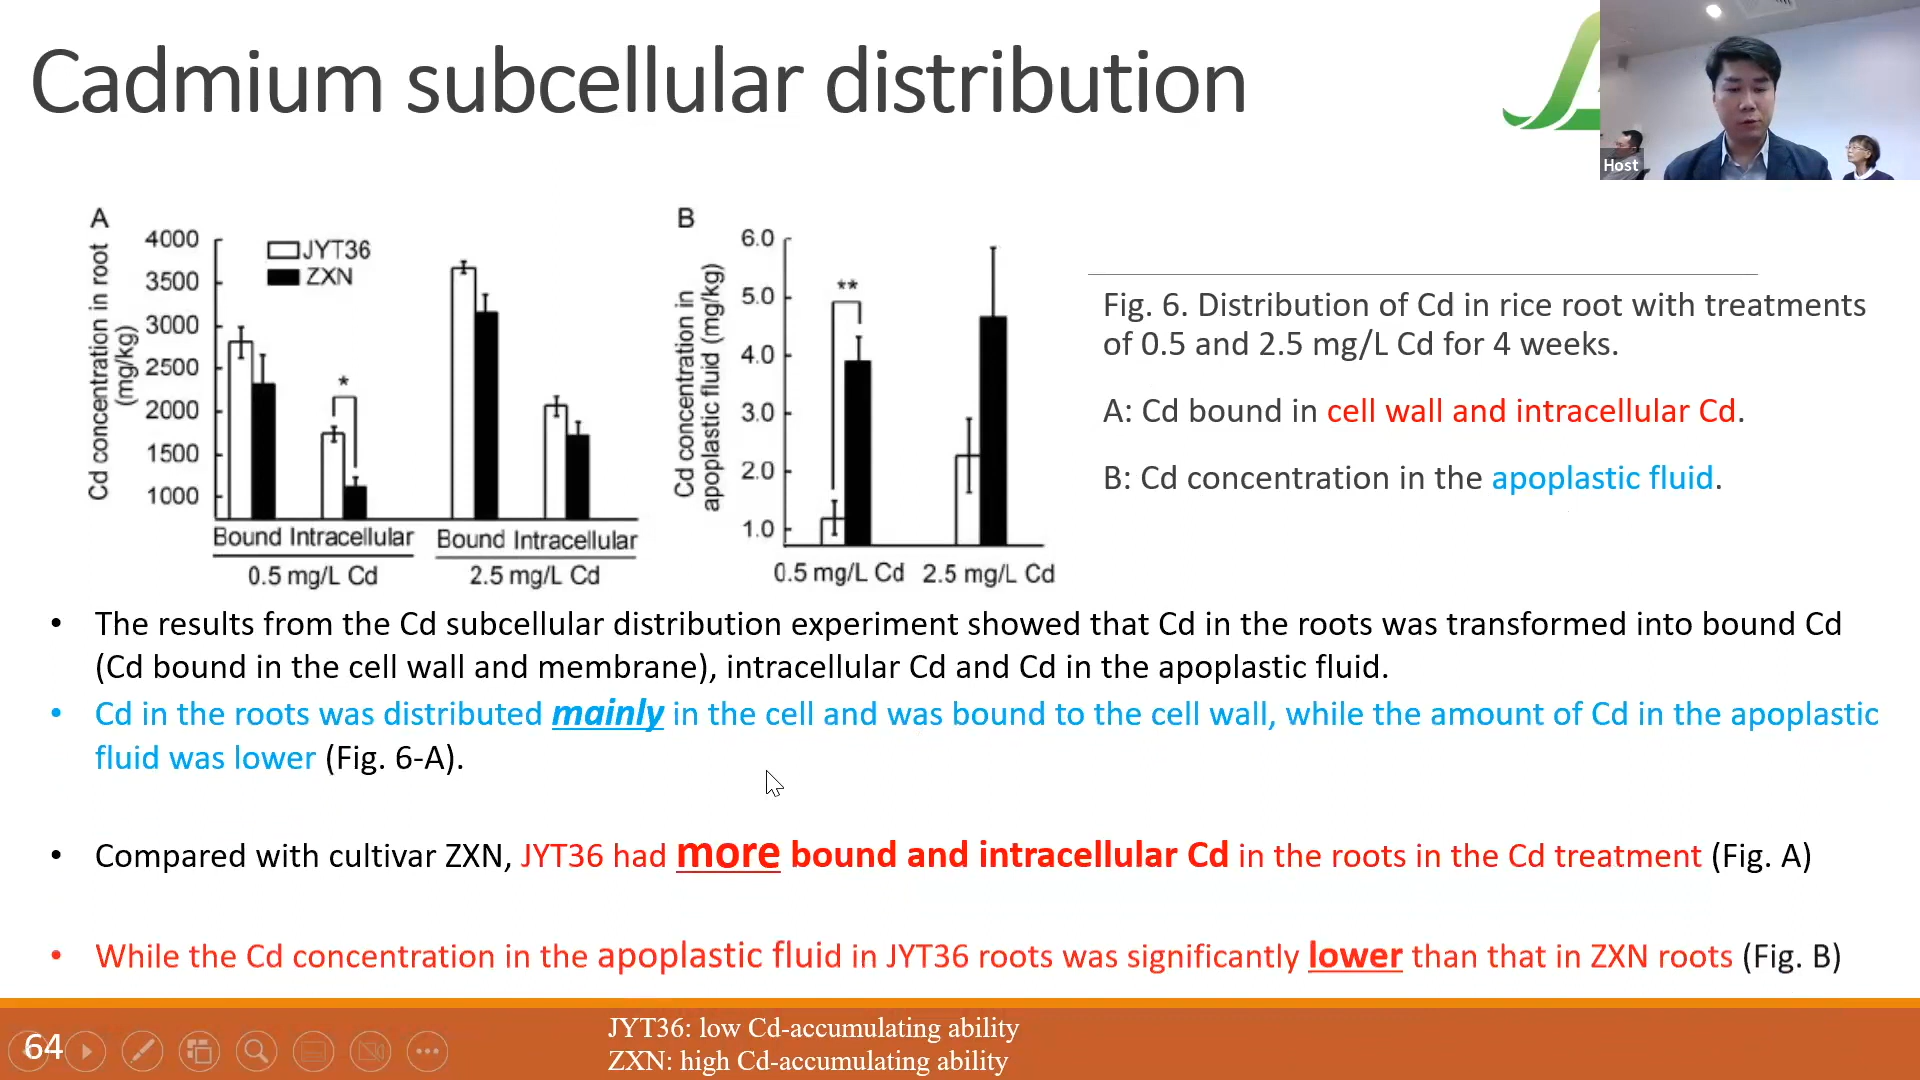 Cadmium subcellular distribution
Host
A
Cd concentration in root
(mg/kg)
4000
3500
3000
2500
2000
1500
1000
JYT36
ZXN
*
Bound Intracellular
Bound Intracellular
0.5 mg/L Cd
2.5 mg/L Cd
B
Cd concentration in
apoplastic fluid (mg/kg)
6.0
5.0
4.0
3.0
2.0
1.0
**
0.5 mg/L Cd
2.5 mg/L Cd
Fig. 6. Distribution of Cd in rice root with treatments
of 0.5 and 2.5 mg/L Cd for 4 weeks.
A: Cd bound in cell wall and intracellular Cd.
B: Cd concentration in the apoplastic fluid.
• The results from the Cd subcellular distribution experiment showed that Cd in the roots was transformed into bound Cd
(Cd bound in the cell wall and membrane), intracellular Cd and Cd in the apoplastic fluid.
• Cd in the roots was distributed mainly in the cell and was bound to the cell wall, while the amount of Cd in the apoplastic
fluid was lower (Fig. 6-A).
• Compared with cultivar ZXN, JYT36 had more bound and intracellular Cd in the roots in the Cd treatment (Fig. A)
• While the Cd concentration in the apoplastic fluid in JYT36 roots was significantly lower than that in ZXN roots (Fig. B)
64
JYT36: low Cd-accumulating ability
ZXN: high Cd-accumulating ability